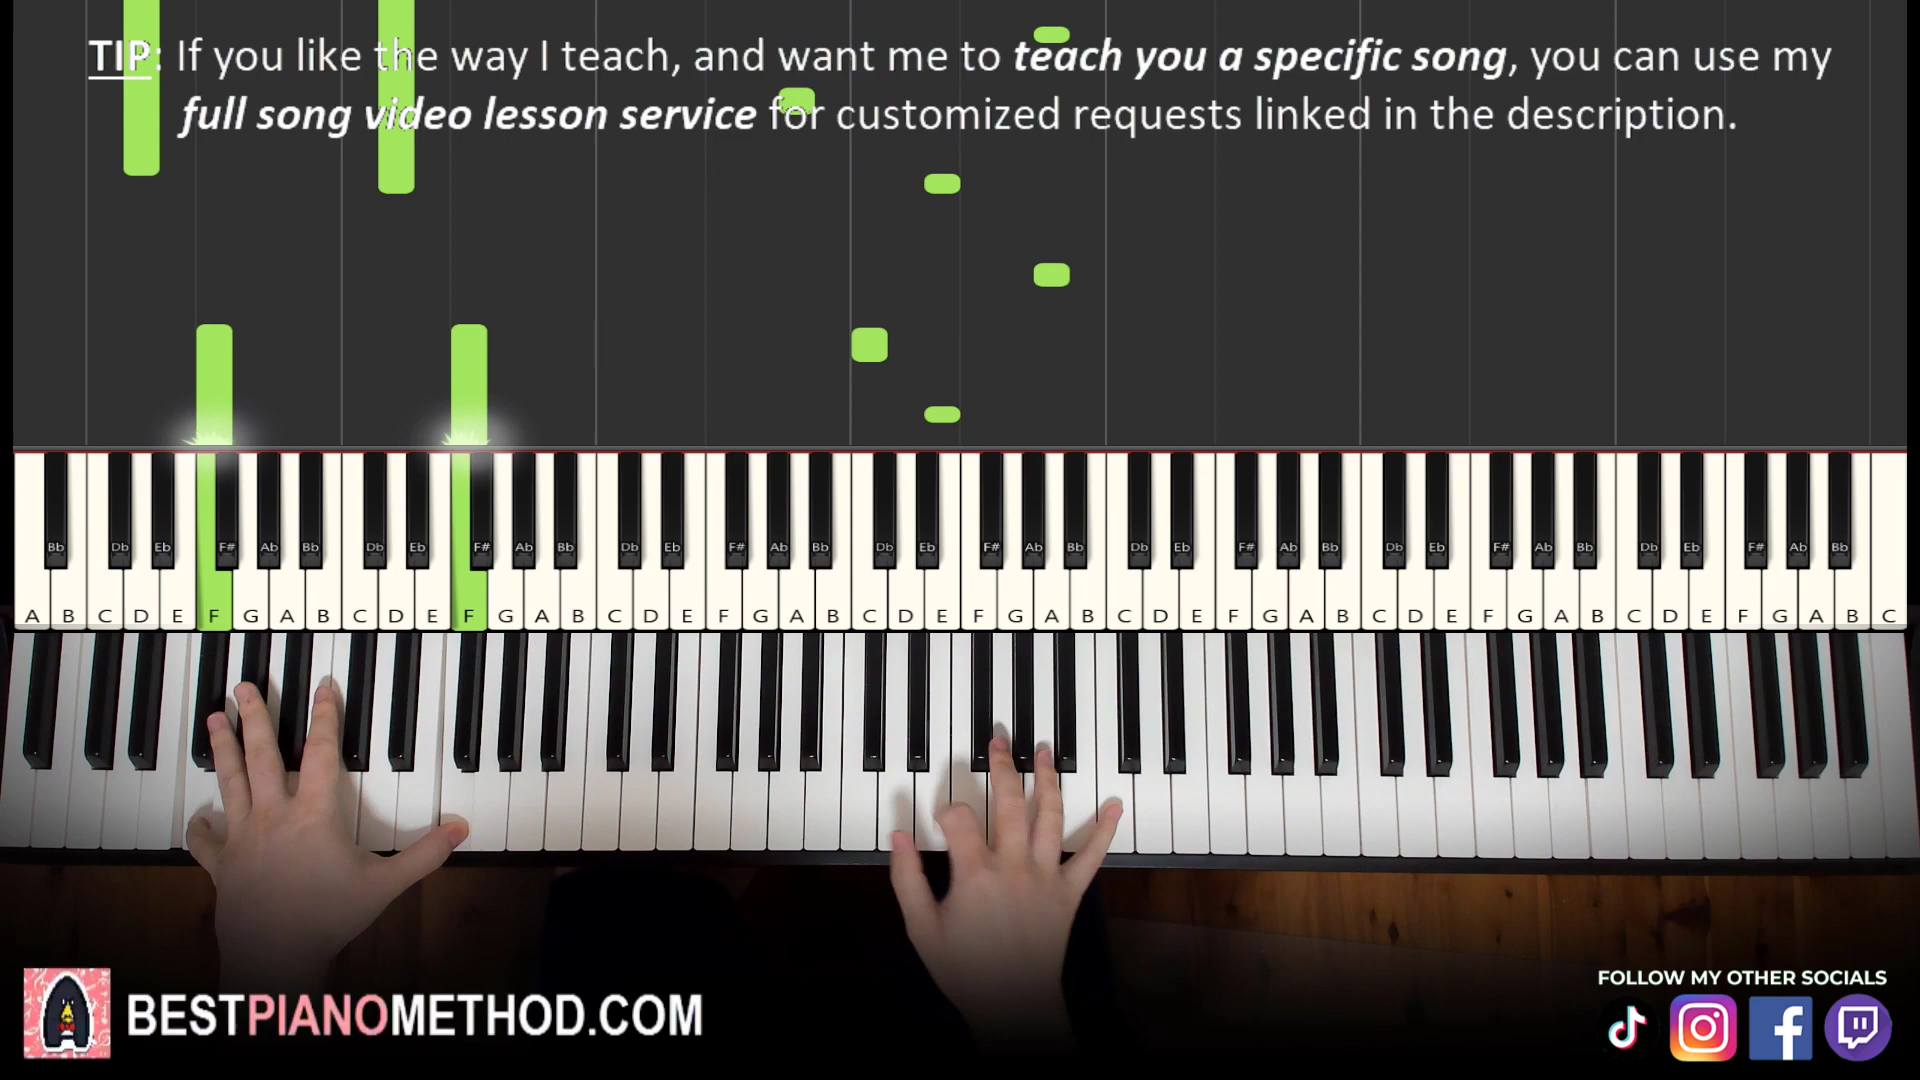 TIP: If you like the way I teach, and want me to teach you a specific song, you can use my
full song video lesson service for customized requests linked in the description.
Bb Db Eb F# Ab Bb Db Eb F# Ab Bb Db Eb F# Ab Bb Db Eb F# Ab Bb Db Eb F# Ab Bb Db Eb F# Ab Bb Db Eb F# Ab Bb
A B C D E F G A B C D E F G A B C D E F G A B C D E F G A B C D E F G A B C D E F G A B C D E F G A B C
FOLLOW MY OTHER SOCIALS
BESTPIANOMETHOD.COM